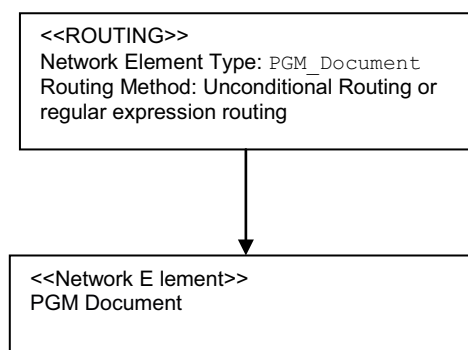 <<ROUTING>>
Network Element Type: PGM_Document
Routing Method: Unconditional Routing or
regular expression routing
<<Network E lement>>
PGM Document